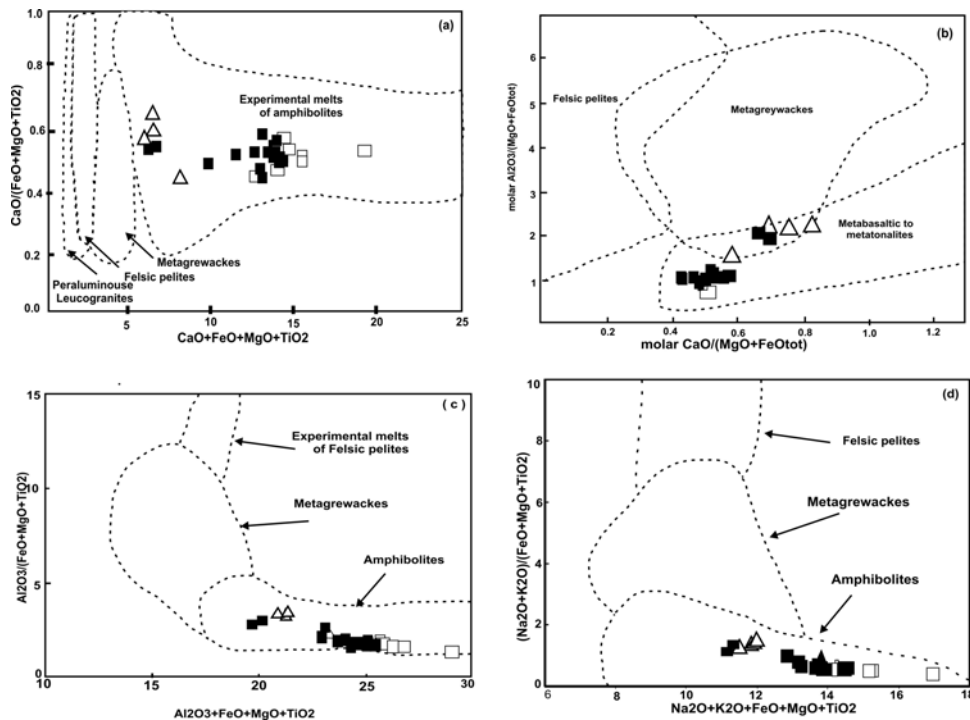 (a)
CaO/(FeO+MgO+TiO2)
1.0
0.8
0.6
0.4
0.2
0.0
Experimental melts
of amphibolites
Metagrewackes
Felsic pelites
Peraluminouse
Leucogranites
5
10
15
20
25
CaO+FeO+MgO+TiO2
(b)
molar Al2O3/(MgO+FeOtot)
6
5
4
3
2
1
Felsic pelites
Metagreywackes
Metabasaltic to
metatonalites
0.2
0.4
0.6
0.8
1.0
1.2
molar CaO/(MgO+FeOtot)
( c )
Al2O3/(FeO+MgO+TiO2)
15
10
5
0
Experimental melts
of Felsic pelites
Metagrewackes
Amphibolites
10
15
20
25
30
Al2O3+FeO+MgO+TiO2
(d)
(Na2O+K2O)/(FeO+MgO+TiO2)
10
8
6
4
2
0
Felsic pelites
Metagrewackes
Amphibolites
6
8
10
12
14
16
18
Na2O+K2O+FeO+MgO+TiO2